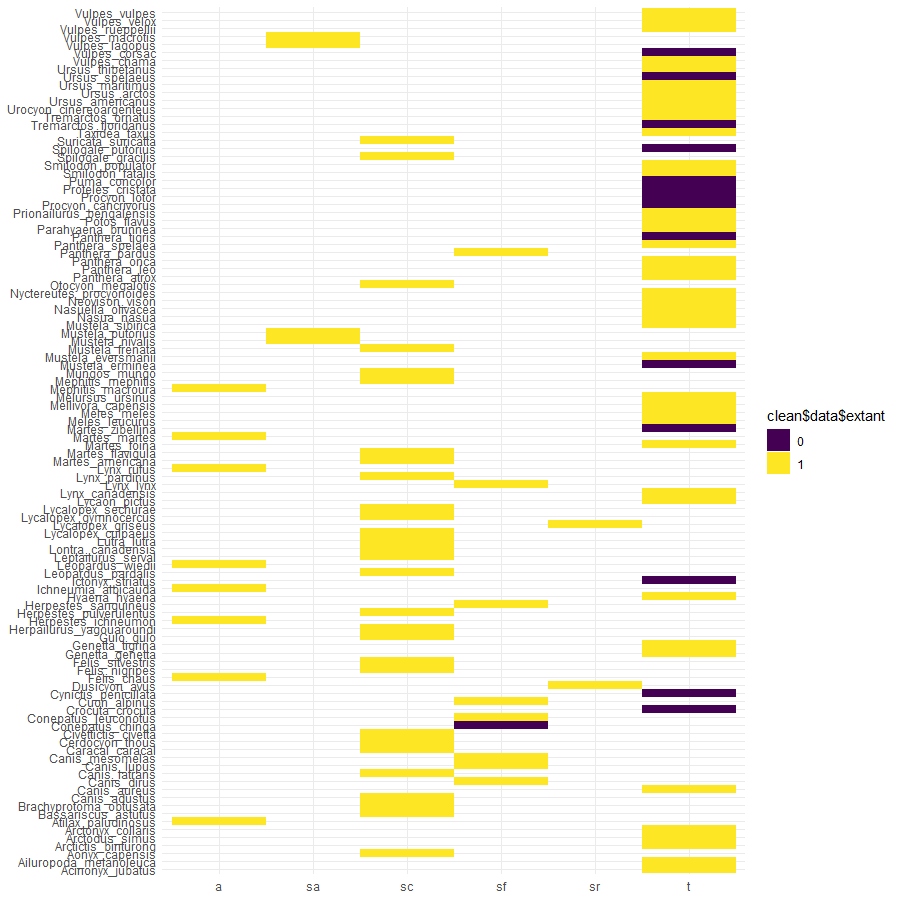 Vulpes_vulpes
Vulpes_velox
Vulpes_rueppellii
Vulpes_macrotis
Vulpes_lagopus
Vulpes_corsac
Vulpes_chama
Ursus_thibetanus
Ursus_spelaeus
Ursus_maritimus
Ursus_arctos
Ursus_americanus
Urocyon_cinereoargenteus
Tremarctos_ornatus
Tremarctos_floridanus
Taxidea_taxus
Suricata_suricatta
Spilogale_putorius
Spilogale_gracilis
Smilodon_populator
Smilodon_fatalis
Puma_concolor
Proteles_cristata
Procyon_lotor
Procyon_cancrivorus
Prionailurus_bengalensis
Potos_flavus
Parahyaena_brunnea
Panthera_tigris
Panthera_spelaea
Panthera_pardus
Panthera_onca
Panthera_leo
Panthera_atrox
Otocyon_megalotis
Nyctereutes_procyonoides
Neovison_vison
Nasuella_olivacea
Nasua_nasua
Mustela_sibirica
Mustela_putorius
Mustela_nivalis
Mustela_frenata
Mustela_eversmanii
Mustela_erminea
Mungos_mungo
Mephitis_mephitis
Mephitis_macroura
Melursus_ursinus
Mellivora_capensis
Meles_meles
Meles_leucurus
Martes_zibellina
Martes_martes
Martes_foina
Martes_flavigula
Martes_americana
Lynx_rufus
Lynx_pardinus
Lynx_lynx
Lynx_canadensis
Lycaon_pictus
Lycalopex_sechurae
Lycalopex_gymnocercus
Lycalopex_griseus
Lycalopex_culpaeus
Lutra_lutra
Lontra_canadensis
Leptailurus_serval
Leopardus_wiedii
Leopardus_pardalis
Ictonyx_striatus
Ichneumia_albicauda
Hyaena_hyaena
Herpestes_sanguineus
Herpestes_pulverulentus
Herpestes_ichneumon
Herpailurus_yagouaroundi
Gulo_gulo
Genetta_tigrina
Genetta_genetta
Felis_silvestris
Felis_nigripes
Felis_chaus
Dusicyon_avus
Cynictis_penicillata
Cuon_alpinus
Crocuta_crocuta
Conepatus_leuconotus
Conepatus_chinga
Civettictis_civetta
Cerdocyon_thous
Caracal_caracal
Canis_mesomelas
Canis_lupus
Canis_latrans
Canis_dirus
Canis_aureus
Canis_adustus
Brachyprotoma_obtusata
Bassariscus_astutus
Atilax_paludinosus
Arctonyx_collaris
Arctodus_simus
Arctictis_binturong
Aonyx_capensis
Ailuropoda_melanoleuca
Acinonyx_jubatus
a sa sc sf sr t
clean$data$extant
0
1